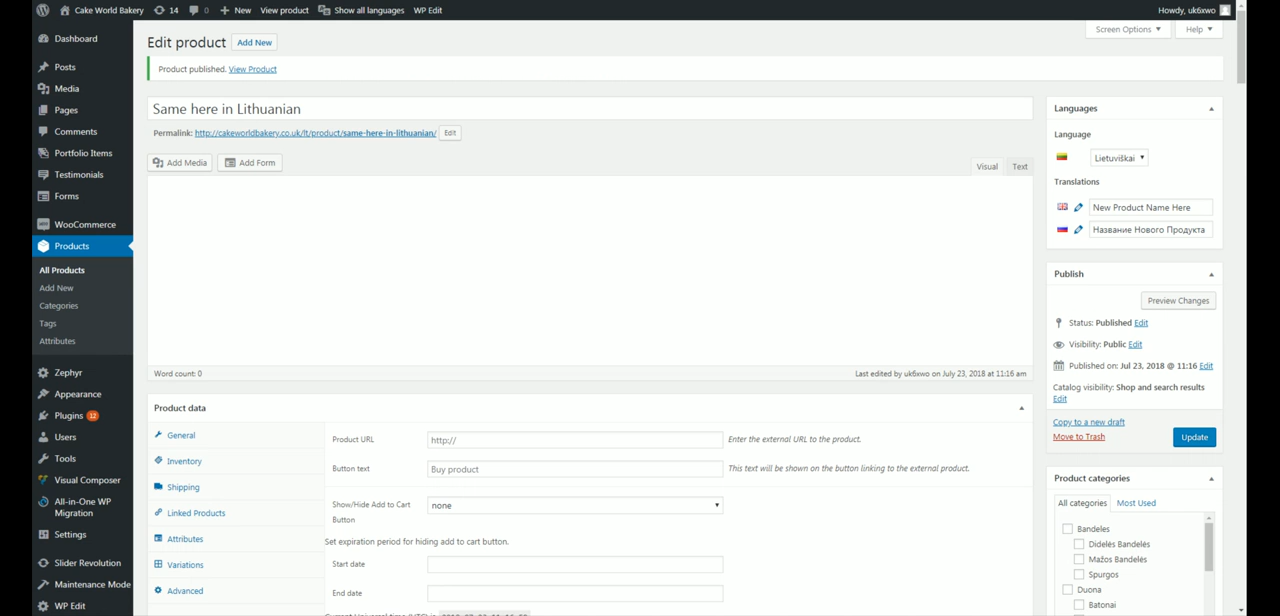 Cake World Bakery 14 0 New View product Show all languages WP Edit Howdy, uk6xwo
Screen Options Help
Dashboard
Posts
Media
Pages
Comments
Portfolio Items
Testimonials
Forms
WooCommerce
Products
All Products
Add New
Categories
Tags
Attributes
Zephyr
Appearance
Plugins 12
Users
Tools
Visual Composer
All-in-One WP
Migration
Settings
Slider Revolution
Maintenance Mode
WP Edit
Edit product Add New
Product published. View Product
Same here in Lithuanian
Permalink: http://cakeworldbakery.co.uk/lt/product/same-here-in-lithuanian/ Edit
Add Media Add Form Visual Text
Word count: 0 Last edited by uk6xwo on July 23, 2018 at 11:16 am
Product data
General
Inventory
Shipping
Linked Products
Attributes
Variations
Advanced
Product URL http:// Enter the external URL to the product.
Button text Buy product This text will be shown on the button linking to the external product.
Show/Hide Add to Cart none
Button
Set expiration period for hiding add to cart button.
Start date
End date
Languages
Language
Lietuviškai
Translations
New Product Name Here
Название Нового Продукта
Publish
Preview Changes
Status: Published Edit
Visibility: Public Edit
Published on: Jul 23, 2018 @ 11:16 Edit
Catalog visibility: Shop and search results
Edit
Copy to a new draft
Move to Trash Update
Product categories
All categories Most Used
Bandeles
Didelės Bandelės
Mažos Bandelės
Spurgos
Duona
Batonai